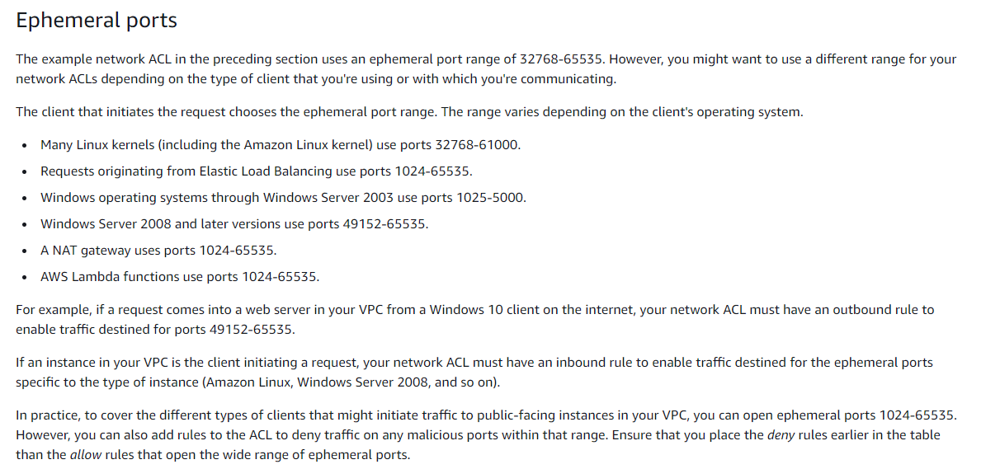 Ephemeral ports
The example network ACL in the preceding section uses an ephemeral port range of 32768-65535. However, you might want to use a different range for your
network ACLs depending on the type of client that you're using or with which you're communicating.
The client that initiates the request chooses the ephemeral port range. The range varies depending on the client's operating system.
• Many Linux kernels (including the Amazon Linux kernel) use ports 32768-61000.
• Requests originating from Elastic Load Balancing use ports 1024-65535.
• Windows operating systems through Windows Server 2003 use ports 1025-5000.
• Windows Server 2008 and later versions use ports 49152-65535.
• A NAT gateway uses ports 1024-65535.
• AWS Lambda functions use ports 1024-65535.
For example, if a request comes into a web server in your VPC from a Windows 10 client on the internet, your network ACL must have an outbound rule to
enable traffic destined for ports 49152-65535.
If an instance in your VPC is the client initiating a request, your network ACL must have an inbound rule to enable traffic destined for the ephemeral ports
specific to the type of instance (Amazon Linux, Windows Server 2008, and so on).
In practice, to cover the different types of clients that might initiate traffic to public-facing instances in your VPC, you can open ephemeral ports 1024-65535.
However, you can also add rules to the ACL to deny traffic on any malicious ports within that range. Ensure that you place the deny rules earlier in the table
than the allow rules that open the wide range of ephemeral ports.